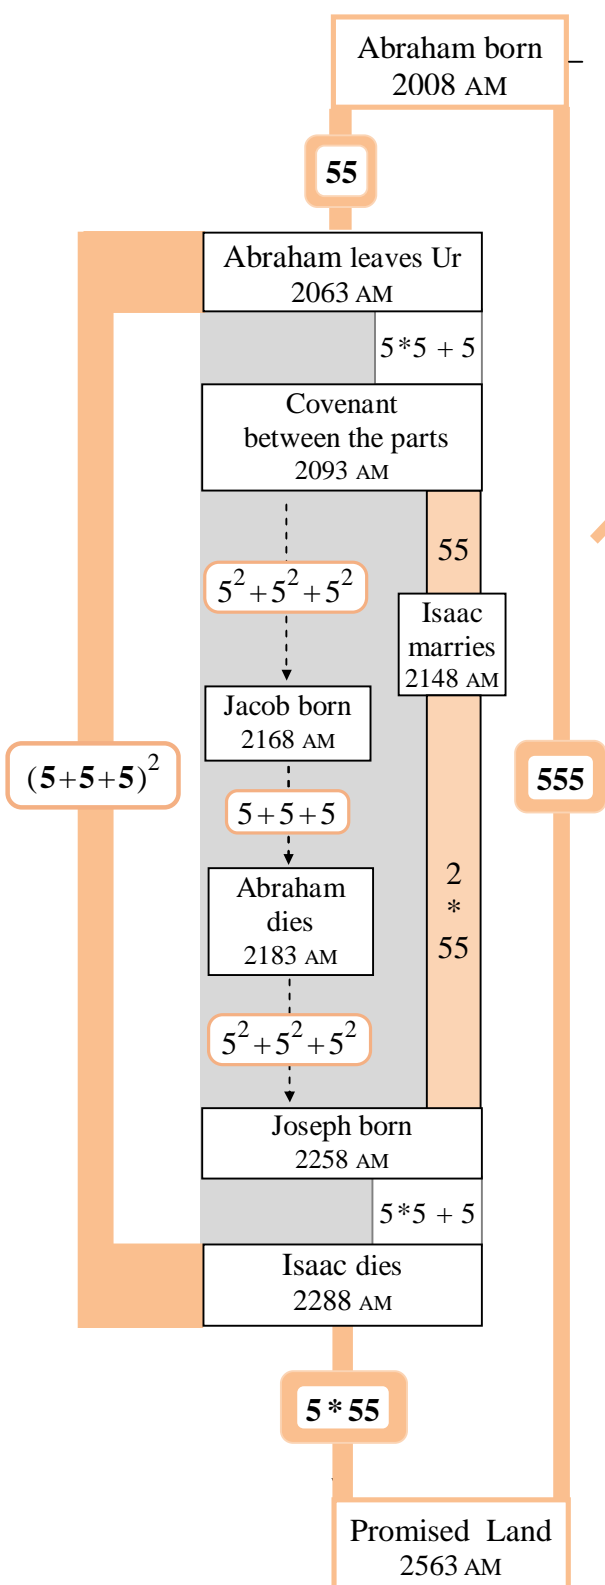 Abraham born
2008 AM
55
Abraham leaves Ur
2063 AM
5*5 + 5
Covenant
between the parts
2093 AM
55
5²+5²+5²
Isaac
marries
2148 AM
Jacob born
2168 AM
(5+5+5)²
555
5+5+5
2
*
55
Abraham
dies
2183 AM
5²+5²+5²
Joseph born
2258 AM
5*5 + 5
Isaac dies
2288 AM
5 * 55
Promised Land
2563 AM